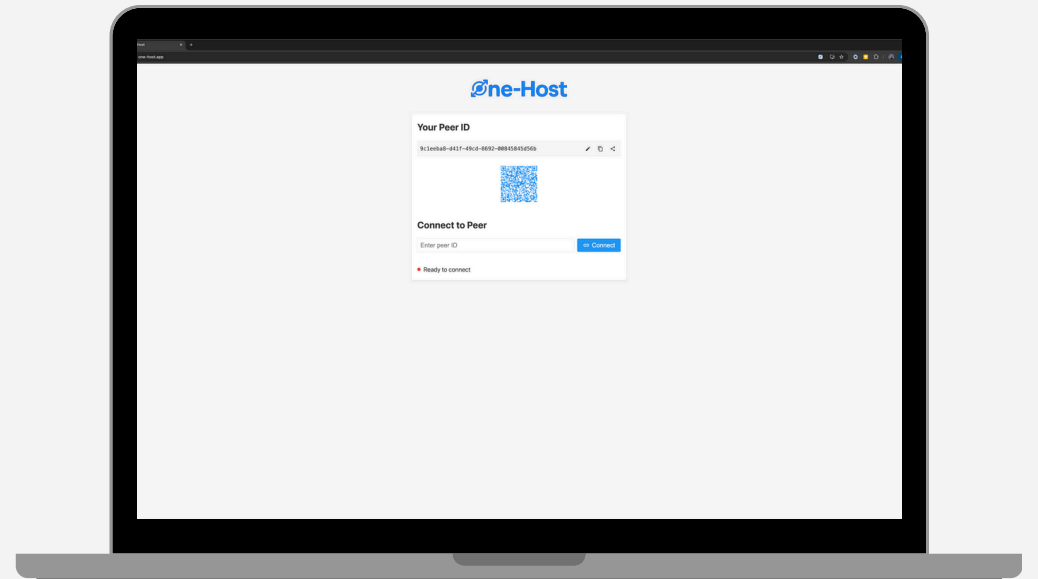 one-host.app
One-Host
Your Peer ID
9c1eeba8-d41f-49cd-8692-00845845d56b
Connect to Peer
Enter peer ID
Connect
Ready to connect